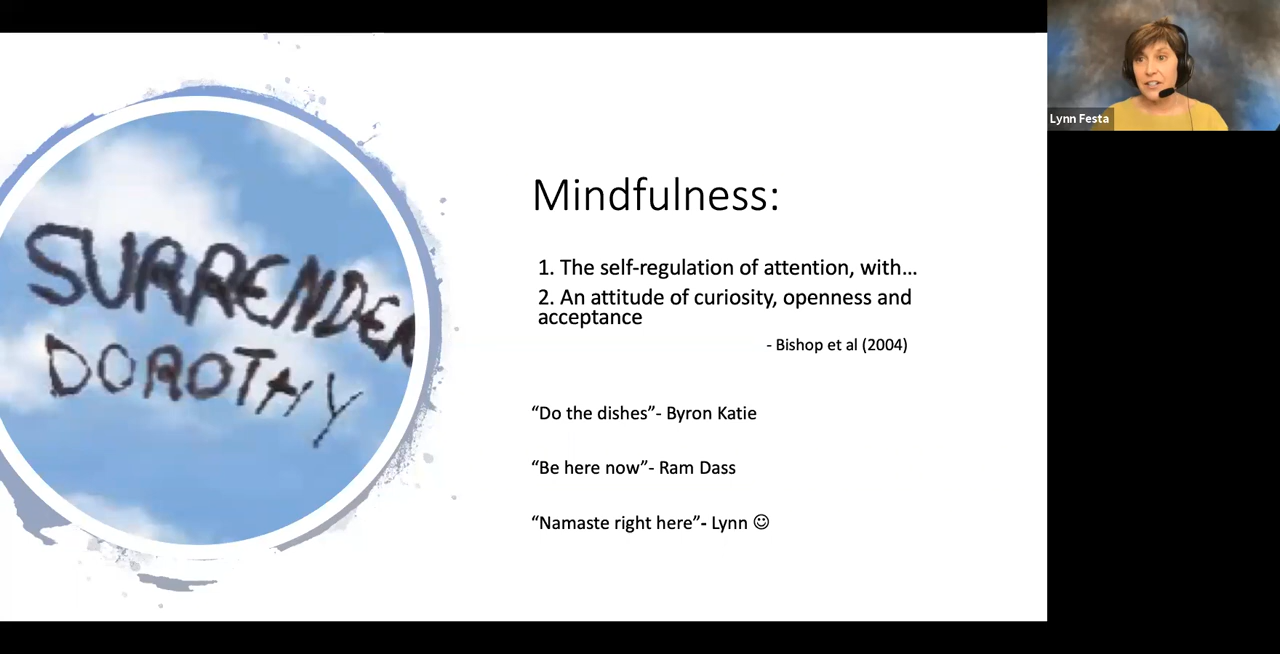 SURRENDER
DOROTHY
Mindfulness:
1. The self-regulation of attention, with…
2. An attitude of curiosity, openness and
acceptance
- Bishop et al (2004)
“Do the dishes”- Byron Katie
“Be here now”- Ram Dass
“Namaste right here”- Lynn ☺
Lynn Festa